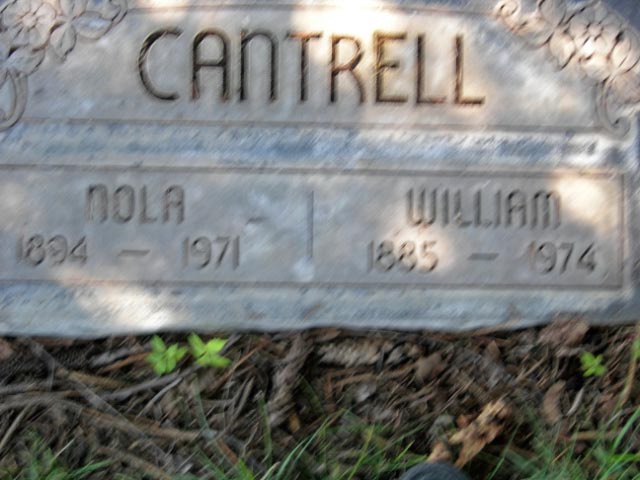 CANTRELL
NOLA
1894 — 1971
WILLIAM
1885 — 1974